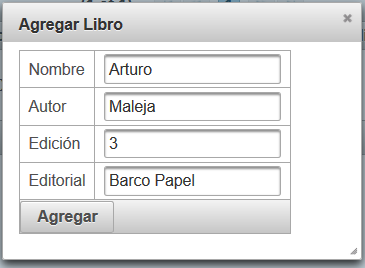 Agregar Libro
Nombre Arturo
Autor Maleja
Edición 3
Editorial Barco Papel
Agregar